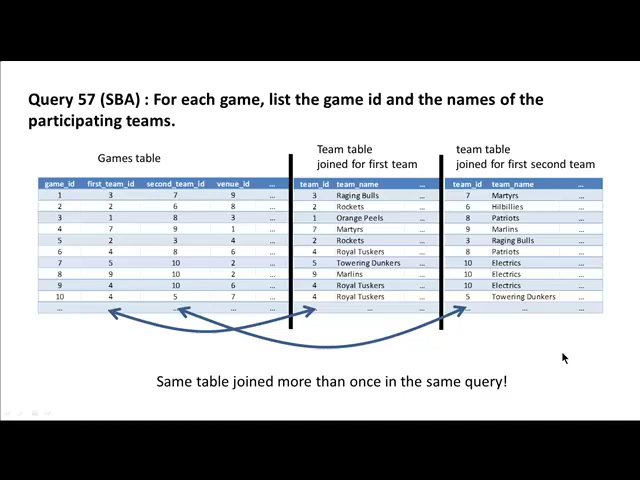 Query 57 (SBA) : For each game, list the game id and the names of the
participating teams.
Games table
Team table
joined for first team
team table
joined for first second team
game_id first_team_id second_team_id venue_id ... team_id team_name ... team_id team_name ...
1 3 7 9 ... 3 Raging Bulls ... 7 Martyrs ...
2 2 6 8 ... 2 Rockets ... 6 Hilbillies ...
3 1 8 3 ... 1 Orange Peels ... 8 Patriots ...
4 7 9 1 ... 7 Martyrs ... 9 Marlins ...
5 2 3 4 ... 2 Rockets ... 3 Raging Bulls ...
6 4 8 6 ... 4 Royal Tuskers ... 8 Patriots ...
7 5 10 2 ... 5 Towering Dunkers ... 10 Electrics ...
8 9 10 2 ... 9 Marlins ... 10 Electrics ...
9 4 10 6 ... 4 Royal Tuskers ... 10 Electrics ...
10 4 5 7 ... 4 Royal Tuskers ... 5 Towering Dunkers ...
... ... ... ... ... ... ... ... ... ... ...
Same table joined more than once in the same query!